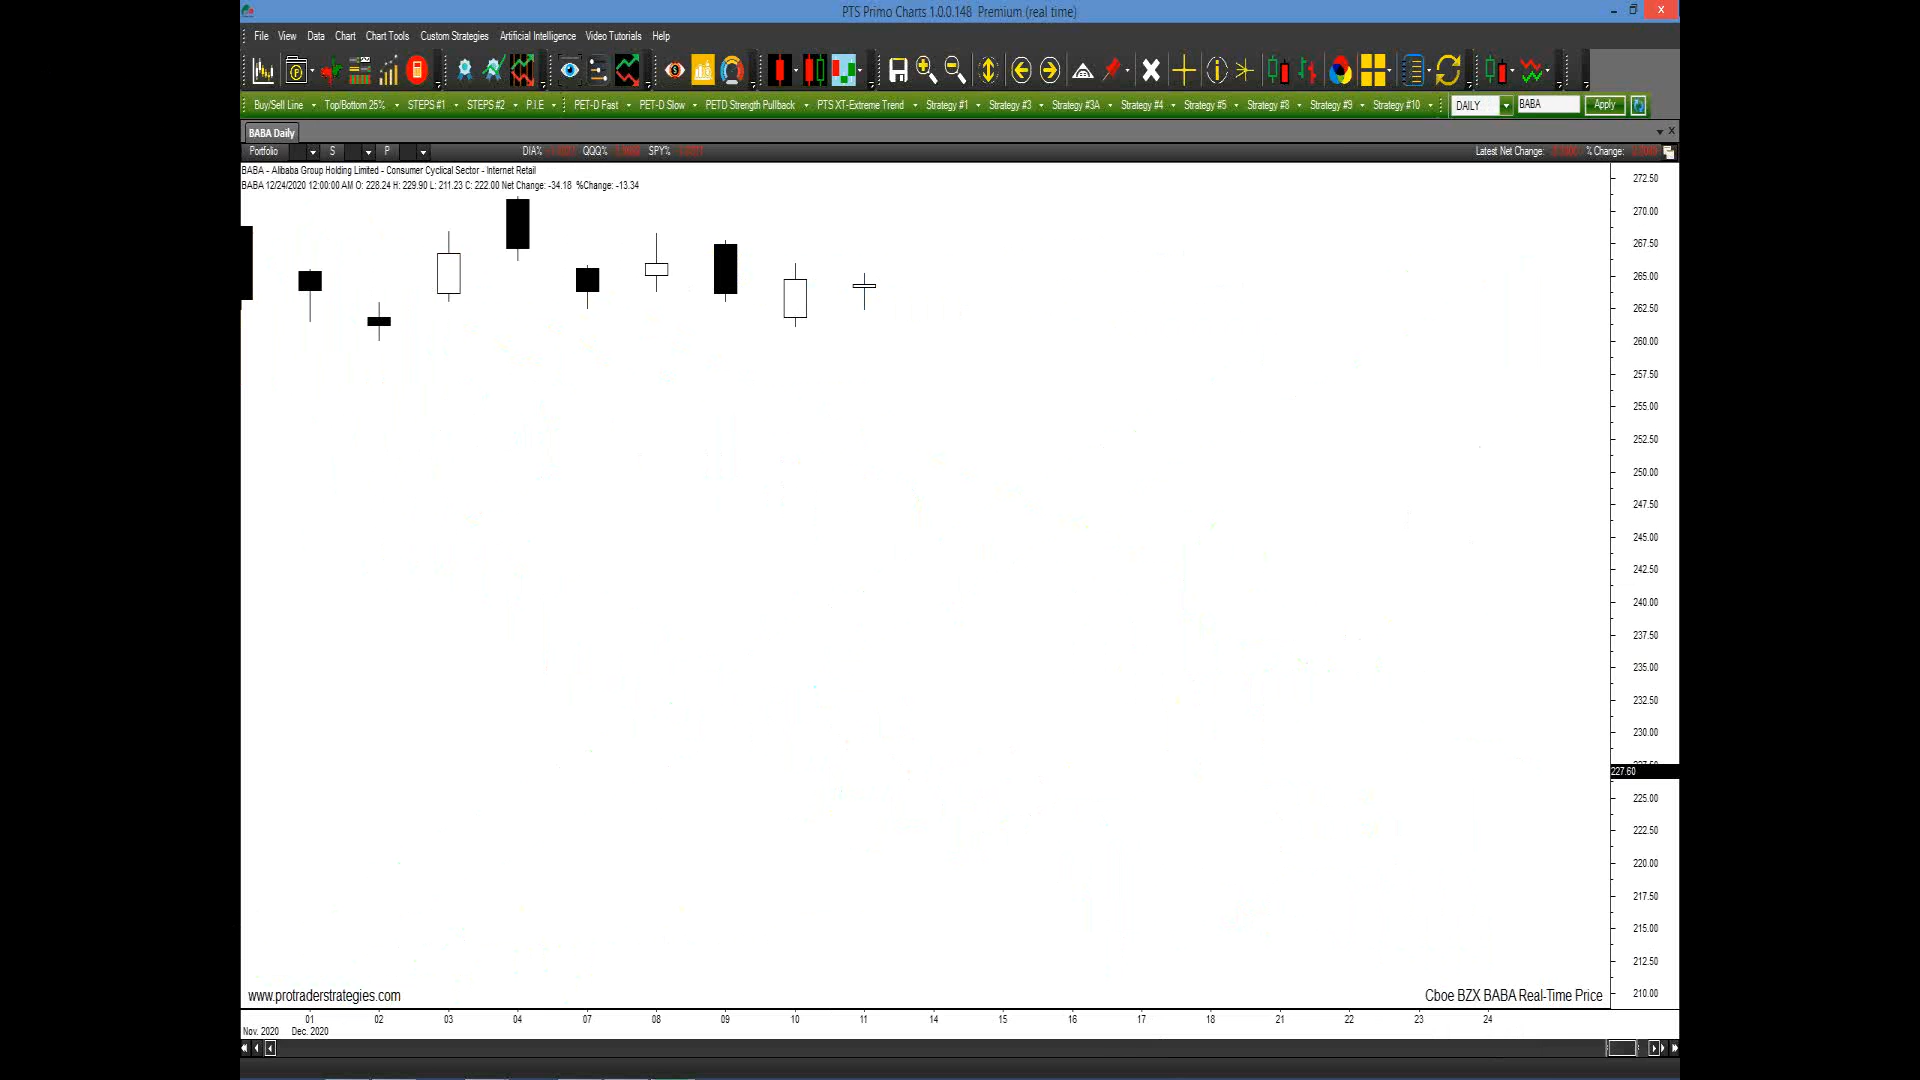 PTS Primo Charts 1.0.0.148 Premium (real time)
File View Data Chart Chart Tools Custom Strategies Artificial Intelligence Video Tutorials Help
Buy/Sell Line Top/Bottom 25% STEPS #1 STEPS #2 P.I.E PET-D Fast PET-D Slow PETD Strength Pullback PTS XT-Extreme Trend Strategy #1 Strategy #3 Strategy #3A Strategy #4 Strategy #5 Strategy #8 Strategy #9 Strategy #10 DAILY BABA Apply
BABA Daily
Portfolio S P DIA% QQQ% SPY% Latest Net Change: % Change:
BABA - Alibaba Group Holding Limited - Consumer Cyclical Sector - Internet Retail
BABA 12/24/2020 12:00:00 AM O: 228.24 H: 229.90 L: 211.23 C: 222.00 Net Change: -34.18 %Change: -13.34
272.50
270.00
267.50
265.00
262.50
260.00
257.50
255.00
252.50
250.00
247.50
245.00
242.50
240.00
237.50
235.00
232.50
230.00
227.60
225.00
222.50
220.00
217.50
215.00
212.50
210.00
www.protraderstrategies.com Cboe BZX BABA Real-Time Price
01 02 03 04 07 08 09 10 11 14 15 16 17 18 21 22 23 24
Nov. 2020 Dec. 2020